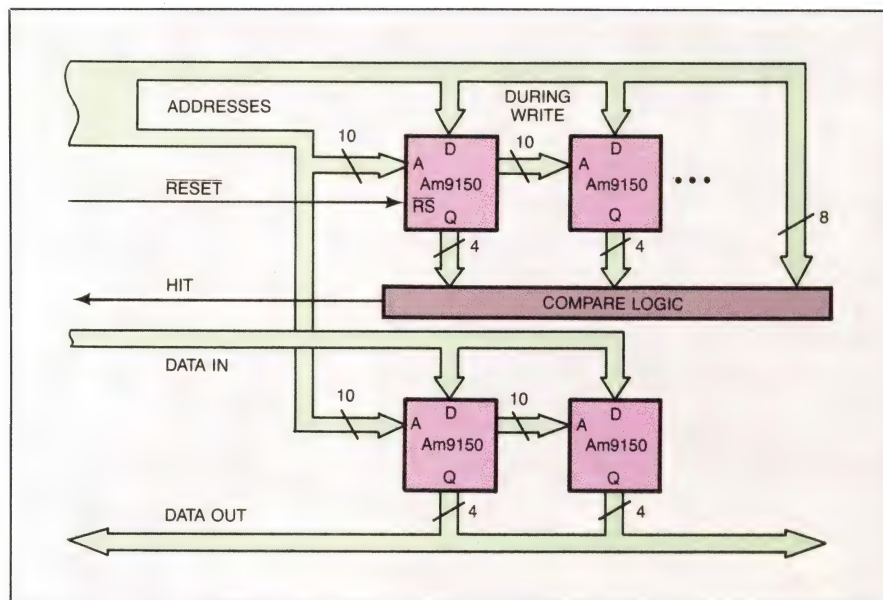 ADDRESSES
DURING
WRITE
10
D
10
D
A
Am9150
A
Am9150
...
RESET
RS
Q
Q
4
4
8
HIT
COMPARE LOGIC
DATA IN
10
D
10
D
A
Am9150
A
Am9150
Q
Q
DATA OUT
4
4